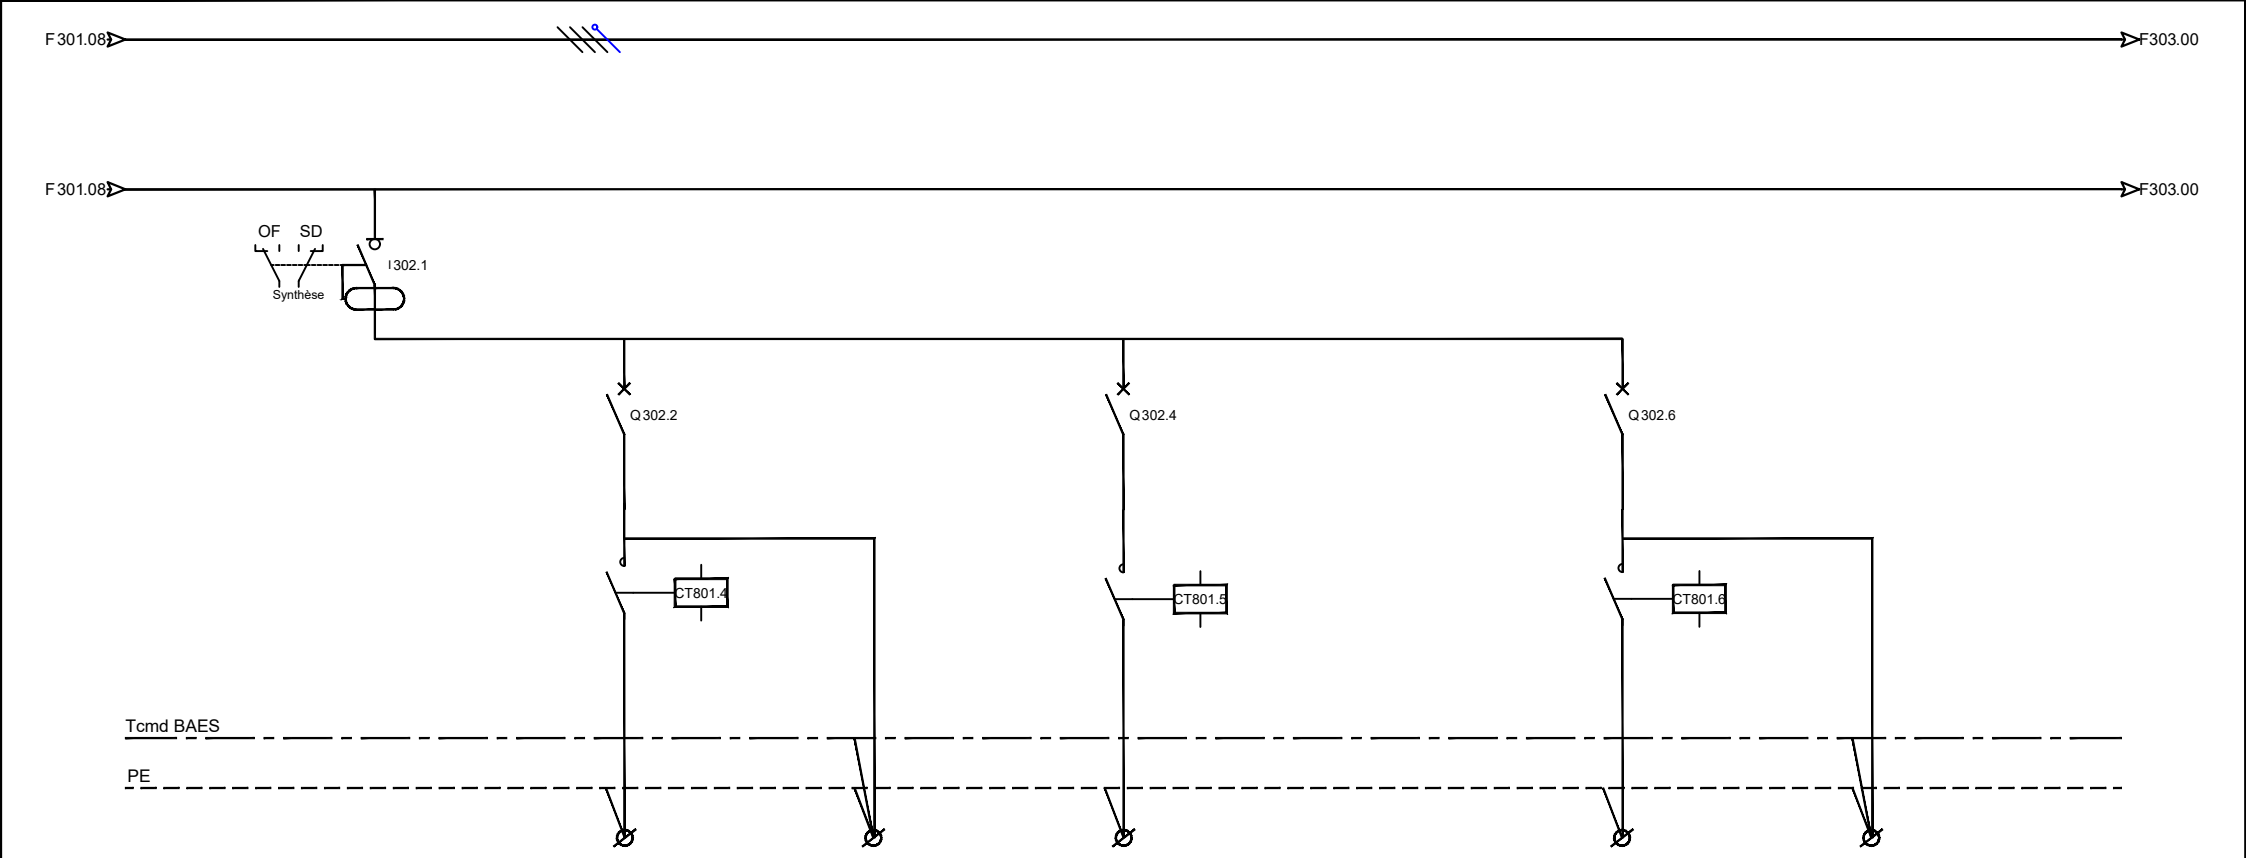 F301.08
F303.00
F301.08
F303.00
OF SD
I302.1
Synthèse
Q302.2
Q302.4
Q302.6
CT801.4
CT801.5
CT801.6
Tcmd BAES
PE